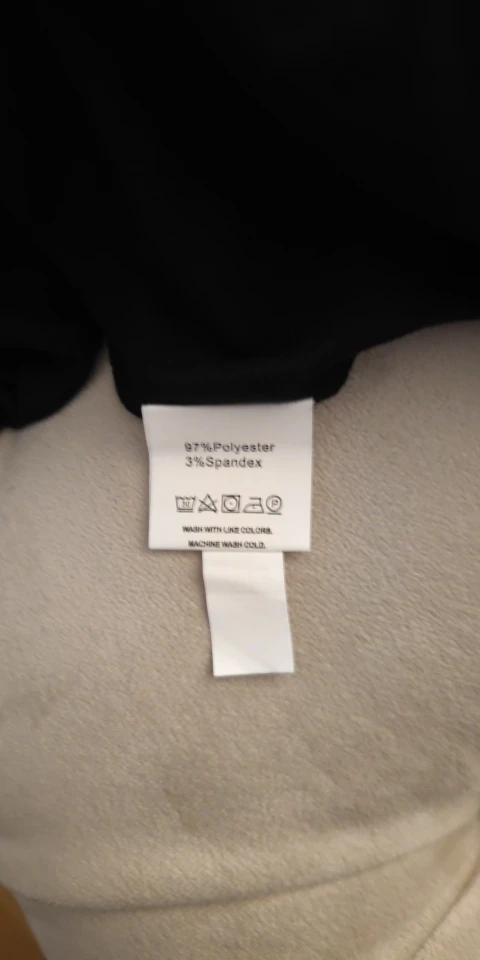 97%Polyester
3%Spandex
WASH WITH LIKE COLORS.
MACHINE WASH COLD.